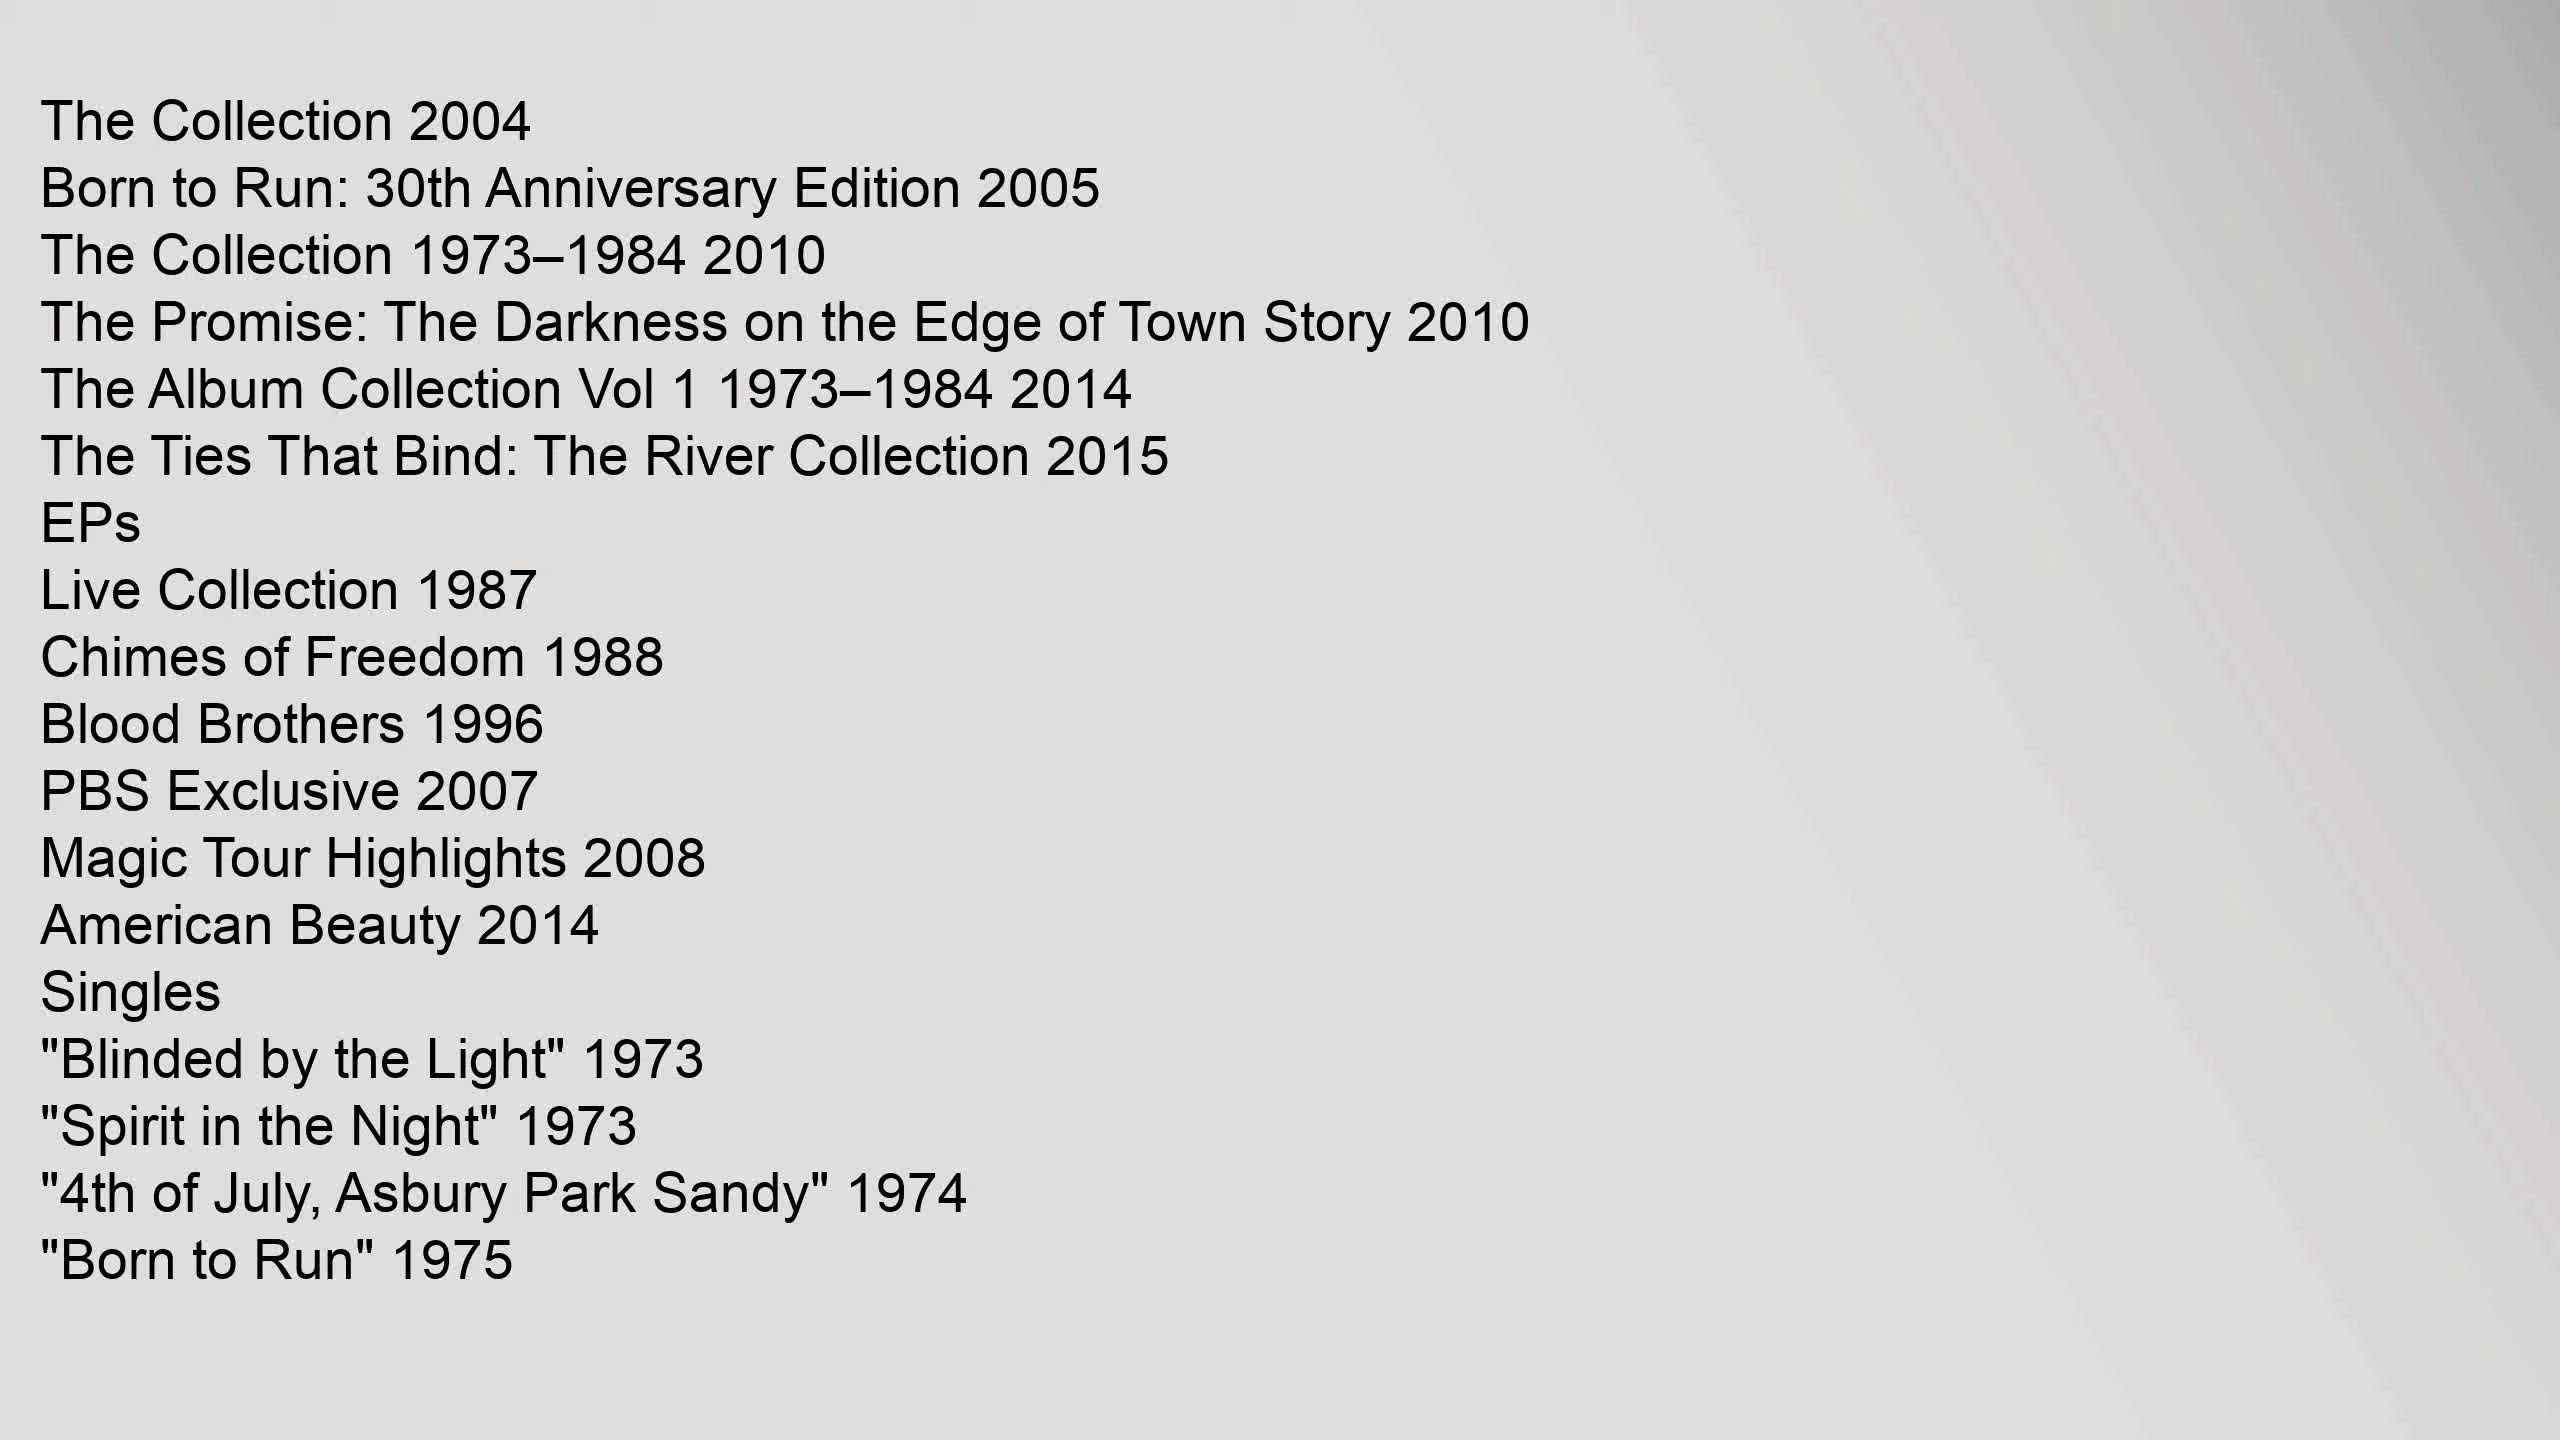 The Collection 2004
Born to Run: 30th Anniversary Edition 2005
The Collection 1973–1984 2010
The Promise: The Darkness on the Edge of Town Story 2010
The Album Collection Vol 1 1973–1984 2014
The Ties That Bind: The River Collection 2015
EPs
Live Collection 1987
Chimes of Freedom 1988
Blood Brothers 1996
PBS Exclusive 2007
Magic Tour Highlights 2008
American Beauty 2014
Singles
"Blinded by the Light" 1973
"Spirit in the Night" 1973
"4th of July, Asbury Park Sandy" 1974
"Born to Run" 1975